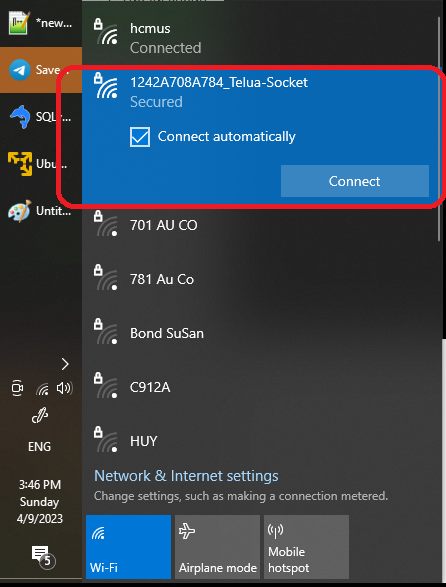 *new...
Save...
SQL...
Ubu...
Untit...
ENG
3:46 PM
Sunday
4/9/2023
5
hcmus
Connected
1242A708A784_Telua-Socket
Secured
Connect automatically
Connect
701 AU CO
781 Au Co
Bond SuSan
C912A
HUY
Network & Internet settings
Change settings, such as making a connection metered.
Wi-Fi
Airplane mode
Mobile
hotspot